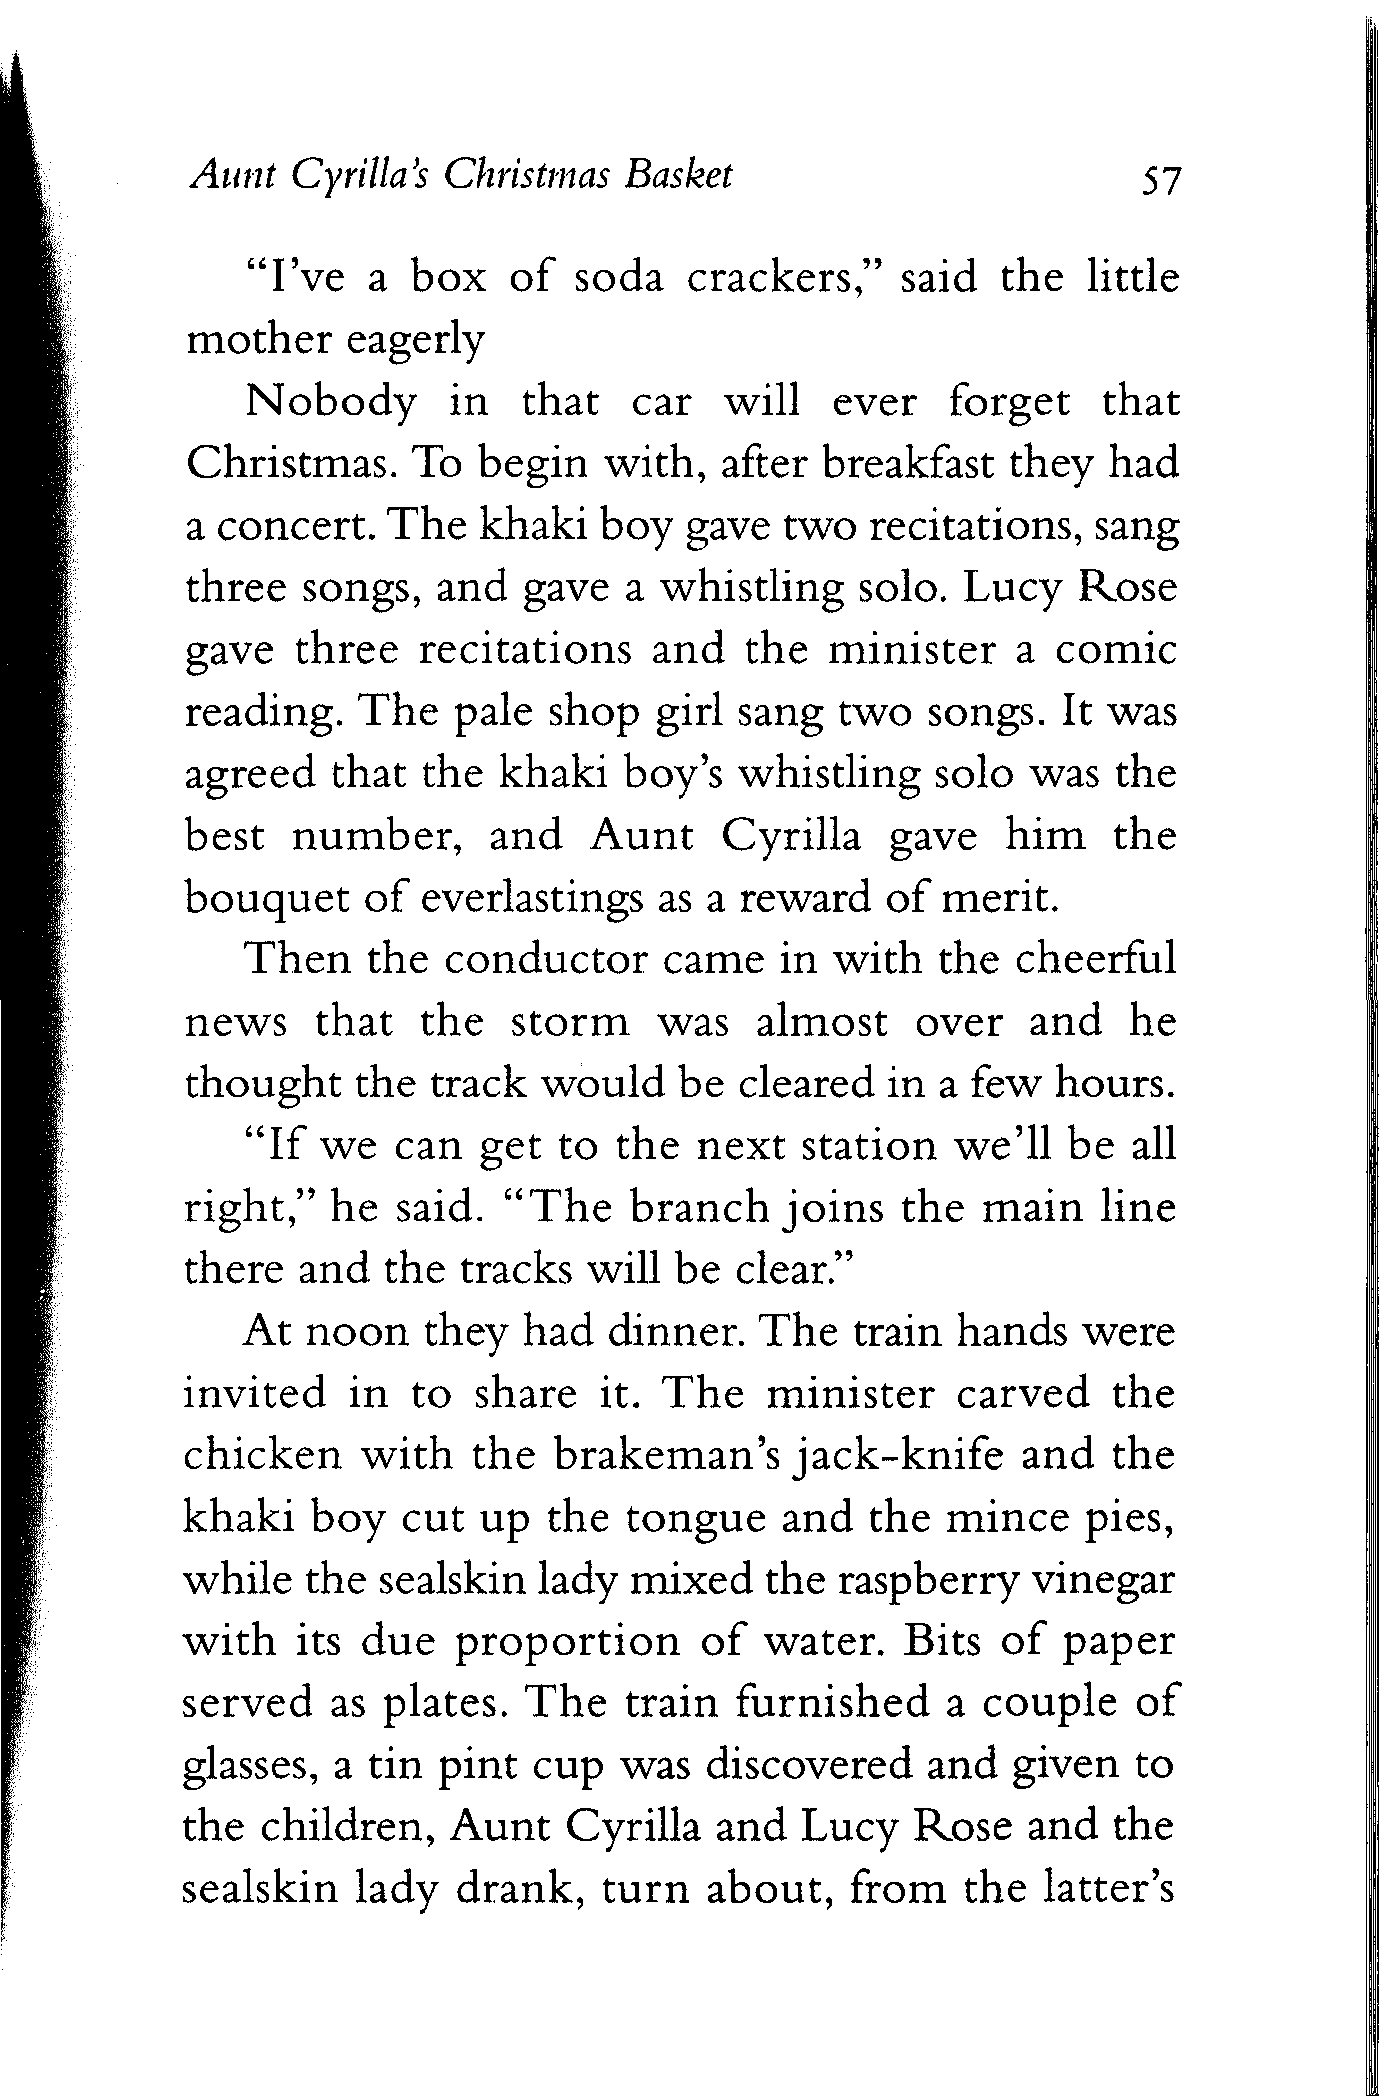 Aunt Cyrilla's Christmas Basket 57
“I’ve a box of soda crackers,” said the little
mother eagerly
Nobody in that car will ever forget that
Christmas. To begin with, after breakfast they had
a concert. The khaki boy gave two recitations, sang
three songs, and gave a whistling solo. Lucy Rose
gave three recitations and the minister a comic
reading. The pale shop girl sang two songs. It was
agreed that the khaki boy’s whistling solo was the
best number, and Aunt Cyrilla gave him the
bouquet of everlastings as a reward of merit.
Then the conductor came in with the cheerful
news that the storm was almost over and he
thought the track would be cleared in a few hours.
“If we can get to the next station we’ll be all
right,” he said. “The branch joins the main line
there and the tracks will be clear.”
At noon they had dinner. The train hands were
invited in to share it. The minister carved the
chicken with the brakeman’s jack-knife and the
khaki boy cut up the tongue and the mince pies,
while the sealskin lady mixed the raspberry vinegar
with its due proportion of water. Bits of paper
served as plates. The train furnished a couple of
glasses, a tin pint cup was discovered and given to
the children, Aunt Cyrilla and Lucy Rose and the
sealskin lady drank, turn about, from the latter’s